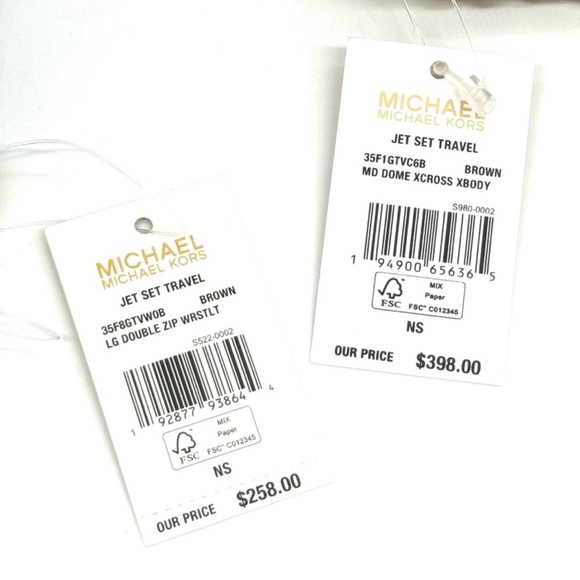 MICHAEL
MICHAEL KORS
JET SET TRAVEL
35F8GTVW0B BROWN
LG DOUBLE ZIP WRSTLT
S522-0002
1 92877 93864 4
FSC
MIX
Paper
FSC™ C012345
NS
OUR PRICE $258.00
MICHAEL
MICHAEL KORS
JET SET TRAVEL
35F1GTVC6B BROWN
MD DOME XCROSS XBODY
S980-0002
1 94900 65636 5
FSC
MIX
Paper
FSC™ C012345
NS
OUR PRICE $398.00